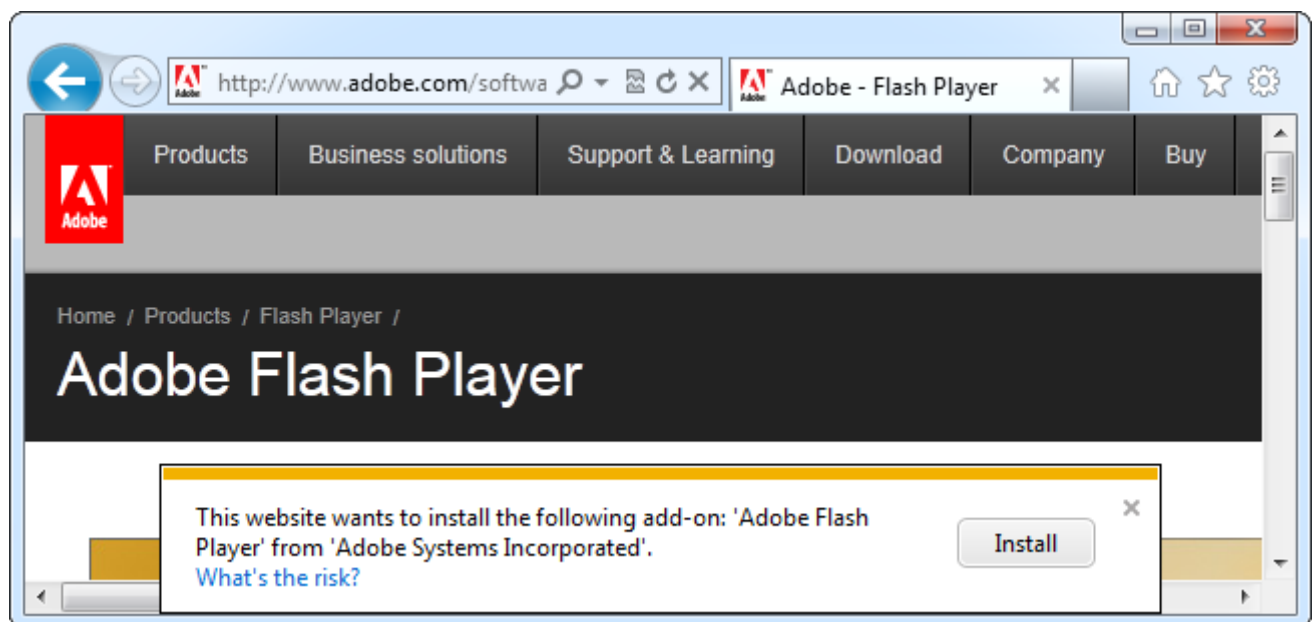 http://www.adobe.com/softwa
Adobe - Flash Player
Adobe
Products
Business solutions
Support & Learning
Download
Company
Buy
Home / Products / Flash Player /
Adobe Flash Player
This website wants to install the following add-on: 'Adobe Flash
Player' from 'Adobe Systems Incorporated'.
What's the risk?
Install